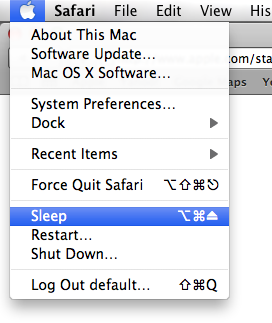 Safari File Edit View His
About This Mac
Software Update...
Mac OS X Software...
.com/sta
aps Yo
System Preferences...
Dock ▶
Recent Items ▶
Force Quit Safari ⌥⇧⌘⎋
Sleep ⌥⌘⏏
Restart...
Shut Down...
Log Out default... ⇧⌘Q